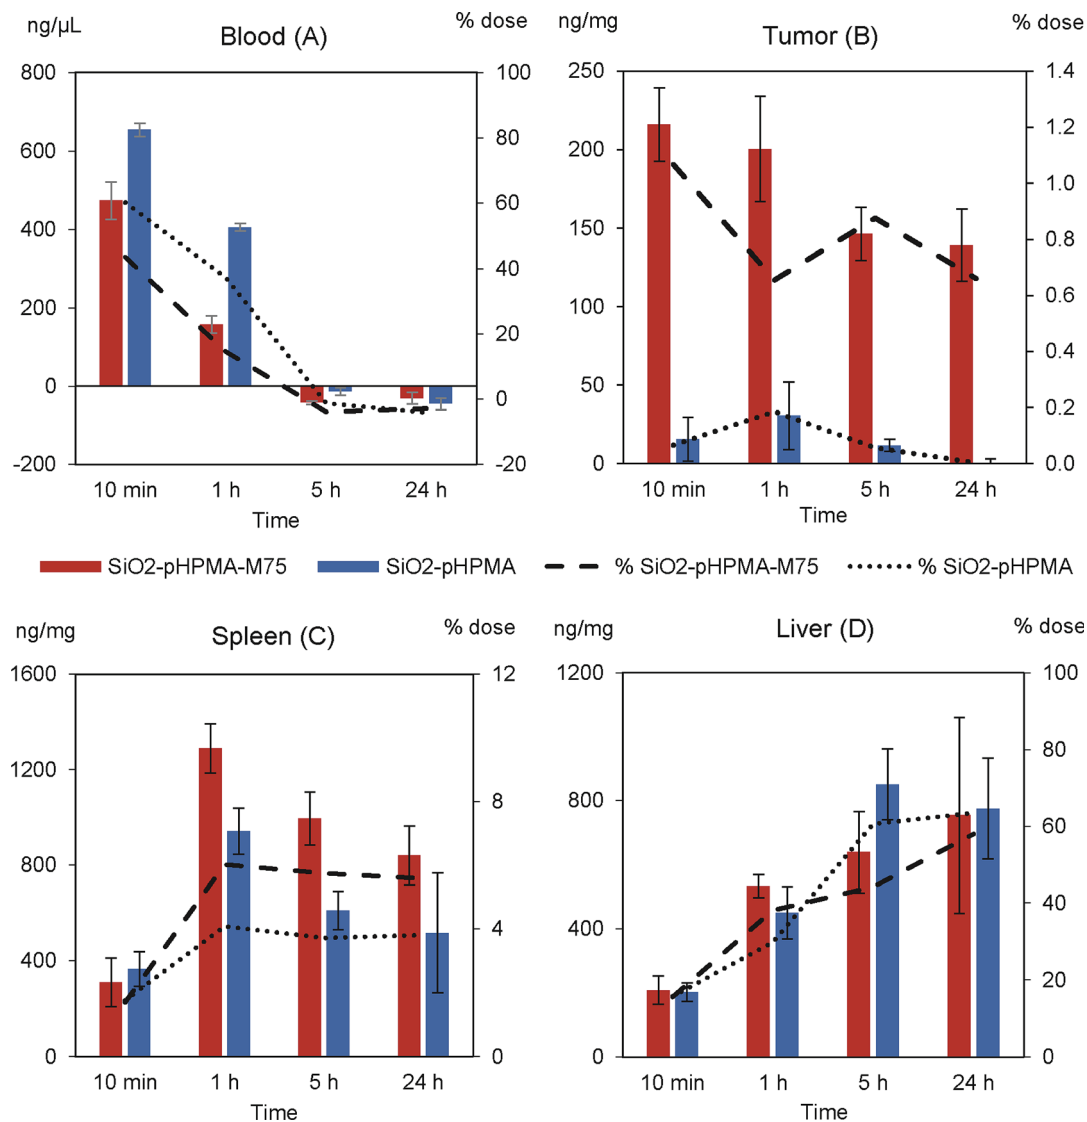 ng/µL
Blood (A)
% dose
800
600
400
200
0
-200
100
80
60
40
20
0
-20
10 min 1 h 5 h 24 h
Time
ng/mg
Tumor (B)
% dose
250
200
150
100
50
0
1.4
1.2
1.0
0.8
0.6
0.4
0.2
0.0
10 min 1 h 5 h 24 h
Time
SiO2-pHPMA-M75 SiO2-pHPMA % SiO2-pHPMA-M75 % SiO2-pHPMA
ng/mg
Spleen (C)
% dose
1600
1200
800
400
0
12
8
4
0
10 min 1 h 5 h 24 h
Time
ng/mg
Liver (D)
% dose
1200
800
400
0
100
80
60
40
20
0
10 min 1 h 5 h 24 h
Time